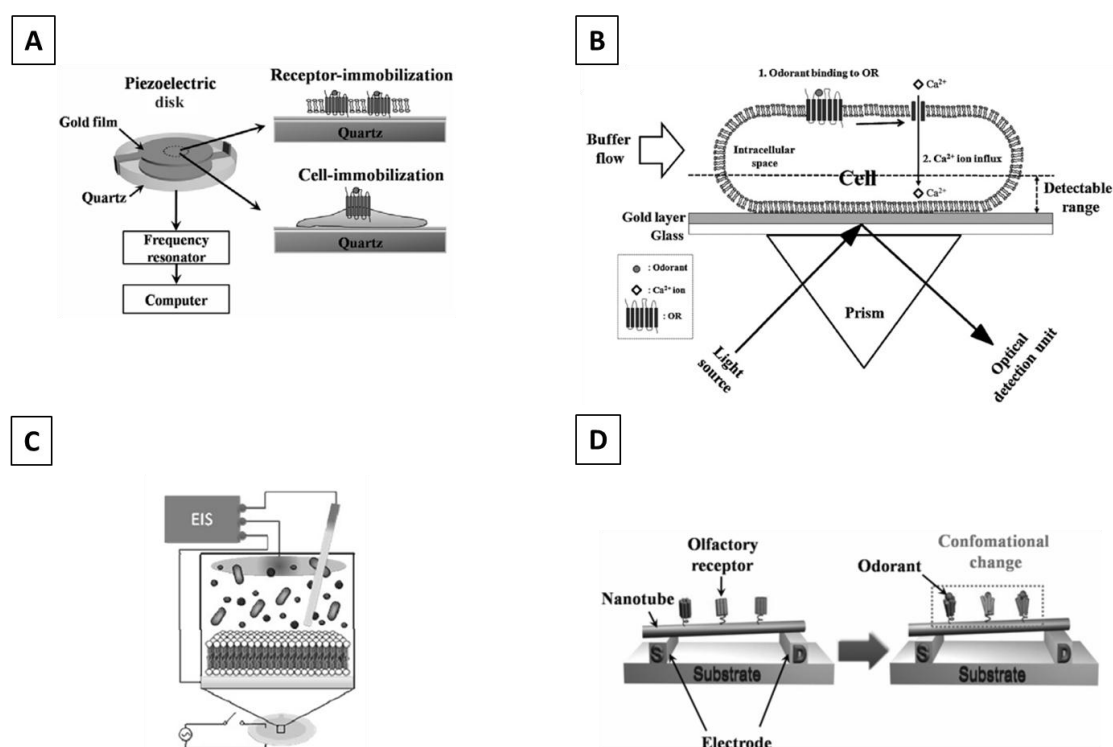 A
Piezoelectric
disk
Gold film
Quartz
Frequency
resonator
Computer
Receptor-immobilization
Quartz
Cell-immobilization
Quartz
B
1. Odorant binding to OR
Ca²⁺
Buffer
flow
Intracellular
space
2. Ca²⁺ ion influx
Cell
Ca²⁺
Detectable
range
Gold layer
Glass
: Odorant
: Ca²⁺ ion
: OR
Prism
Light
source
Optical
detection unit
C
EIS
D
Olfactory
receptor
Nanotube
S
D
Substrate
Electrode
Confomational
change
Odorant
S
D
Substrate